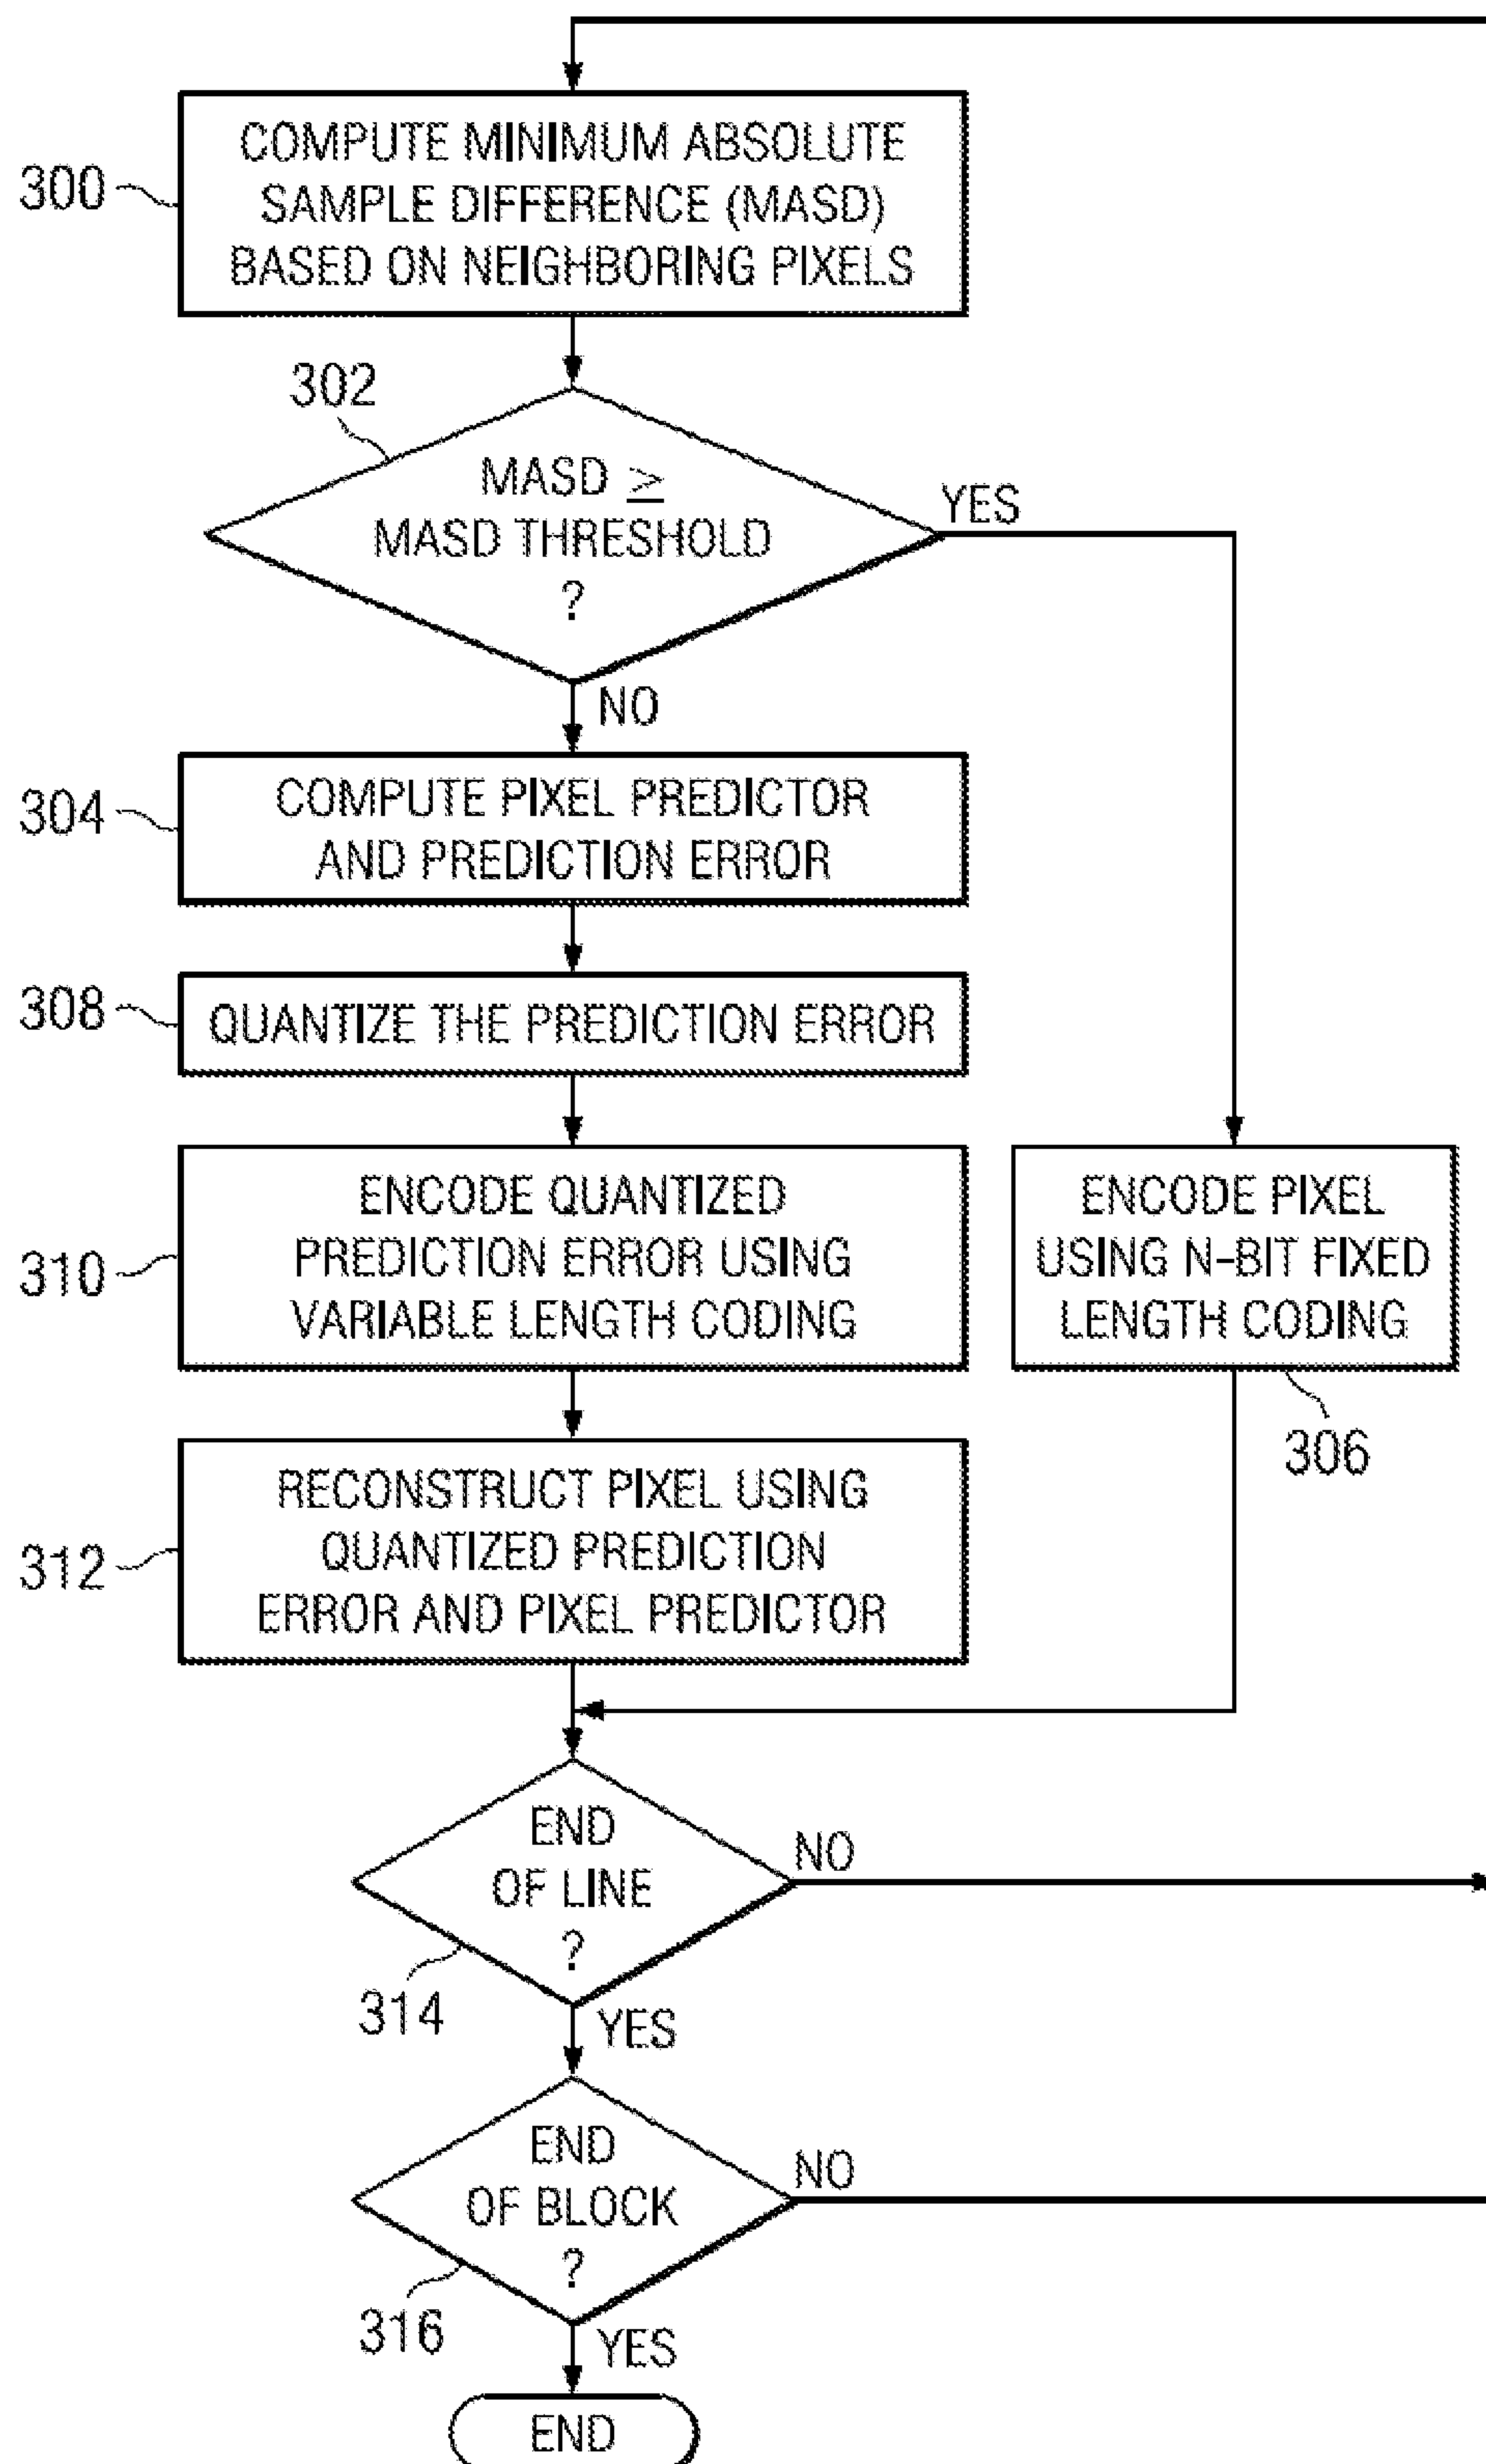 300
COMPUTE MINIMUM ABSOLUTE
SAMPLE DIFFERENCE (MASD)
BASED ON NEIGHBORING PIXELS
302
MASD ≥
MASD THRESHOLD
?
YES
NO
304
COMPUTE PIXEL PREDICTOR
AND PREDICTION ERROR
308
QUANTIZE THE PREDICTION ERROR
310
ENCODE QUANTIZED
PREDICTION ERROR USING
VARIABLE LENGTH CODING
ENCODE PIXEL
USING N-BIT FIXED
LENGTH CODING
306
312
RECONSTRUCT PIXEL USING
QUANTIZED PREDICTION
ERROR AND PIXEL PREDICTOR
END
OF LINE
?
NO
314
YES
END
OF BLOCK
?
NO
316
YES
END